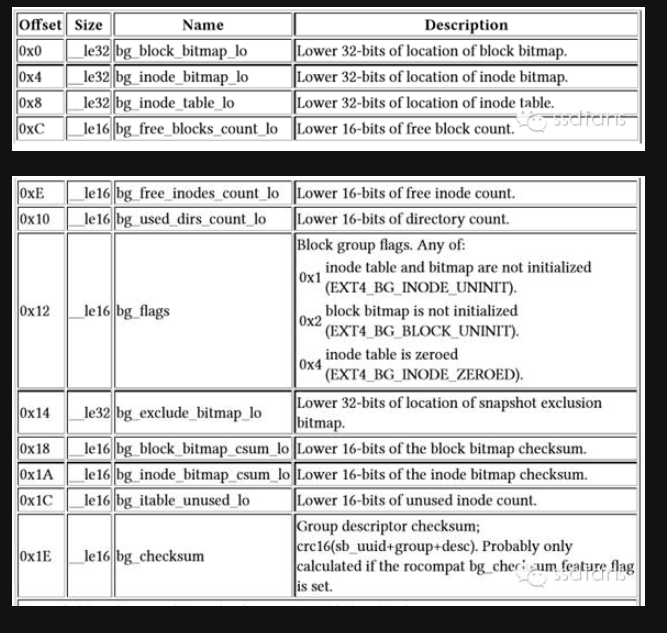 Offset Size Name Description
0x0 __le32 bg_block_bitmap_lo Lower 32-bits of location of block bitmap.
0x4 __le32 bg_inode_bitmap_lo Lower 32-bits of location of inode bitmap.
0x8 __le32 bg_inode_table_lo Lower 32-bits of location of inode table.
0xC __le16 bg_free_blocks_count_lo Lower 16-bits of free block count.
ssdfans
0xE __le16 bg_free_inodes_count_lo Lower 16-bits of free inode count.
0x10 __le16 bg_used_dirs_count_lo Lower 16-bits of directory count.
0x12 __le16 bg_flags Block group flags. Any of:
0x1 inode table and bitmap are not initialized
(EXT4_BG_INODE_UNINIT).
0x2 block bitmap is not initialized
(EXT4_BG_BLOCK_UNINIT).
0x4 inode table is zeroed
(EXT4_BG_INODE_ZEROED).
0x14 __le32 bg_exclude_bitmap_lo Lower 32-bits of location of snapshot exclusion
bitmap.
0x18 __le16 bg_block_bitmap_csum_lo Lower 16-bits of the block bitmap checksum.
0x1A __le16 bg_inode_bitmap_csum_lo Lower 16-bits of the inode bitmap checksum.
0x1C __le16 bg_itable_unused_lo Lower 16-bits of unused inode count.
0x1E __le16 bg_checksum Group descriptor checksum;
crc16(sb_uuid+group+desc). Probably only
calculated if the rocompat bg_checksum feature flag
is set.
ssdfans